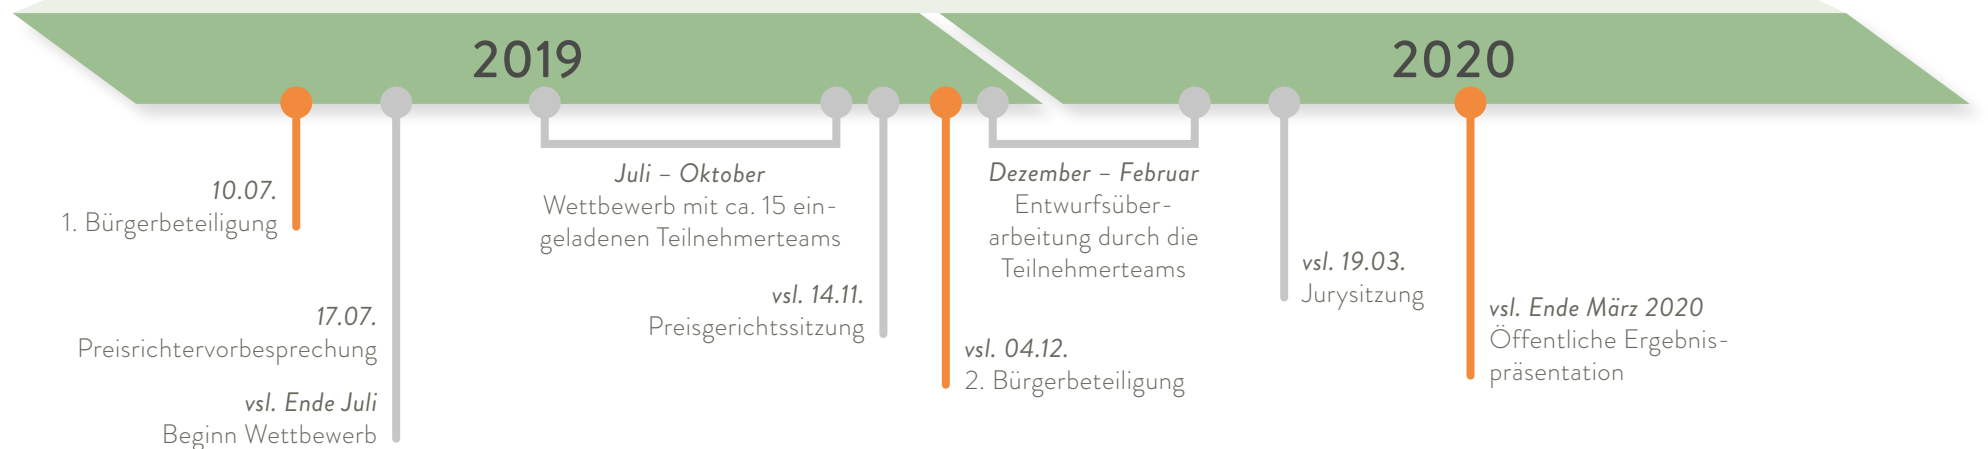 2019
2020
10.07.
1. Bürgerbeteiligung
17.07.
Preisrichtervorbesprechung
vsl. Ende Juli
Beginn Wettbewerb
Juli – Oktober
Wettbewerb mit ca. 15 ein-
geladenen Teilnehmerteams
vsl. 14.11.
Preisgerichtssitzung
vsl. 04.12.
2. Bürgerbeteiligung
Dezember – Februar
Entwurfsüber-
arbeitung durch die
Teilnehmerteams
vsl. 19.03.
Jurysitzung
vsl. Ende März 2020
Öffentliche Ergebnis-
präsentation